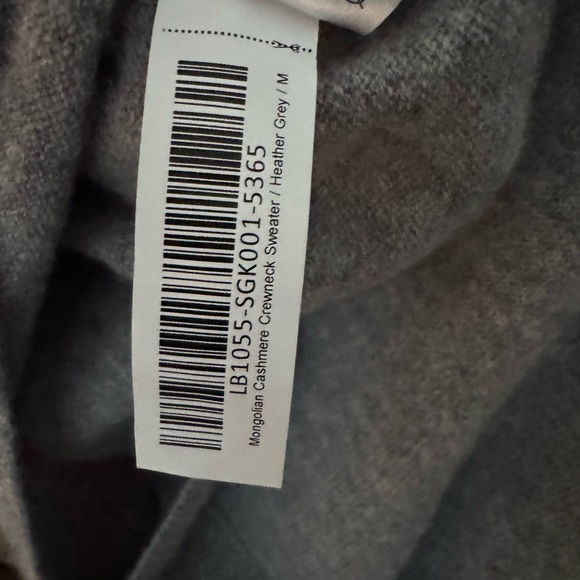 LB1055-SGK001-5365
Mongolian Cashmere Crewneck Sweater / Heather Grey / M